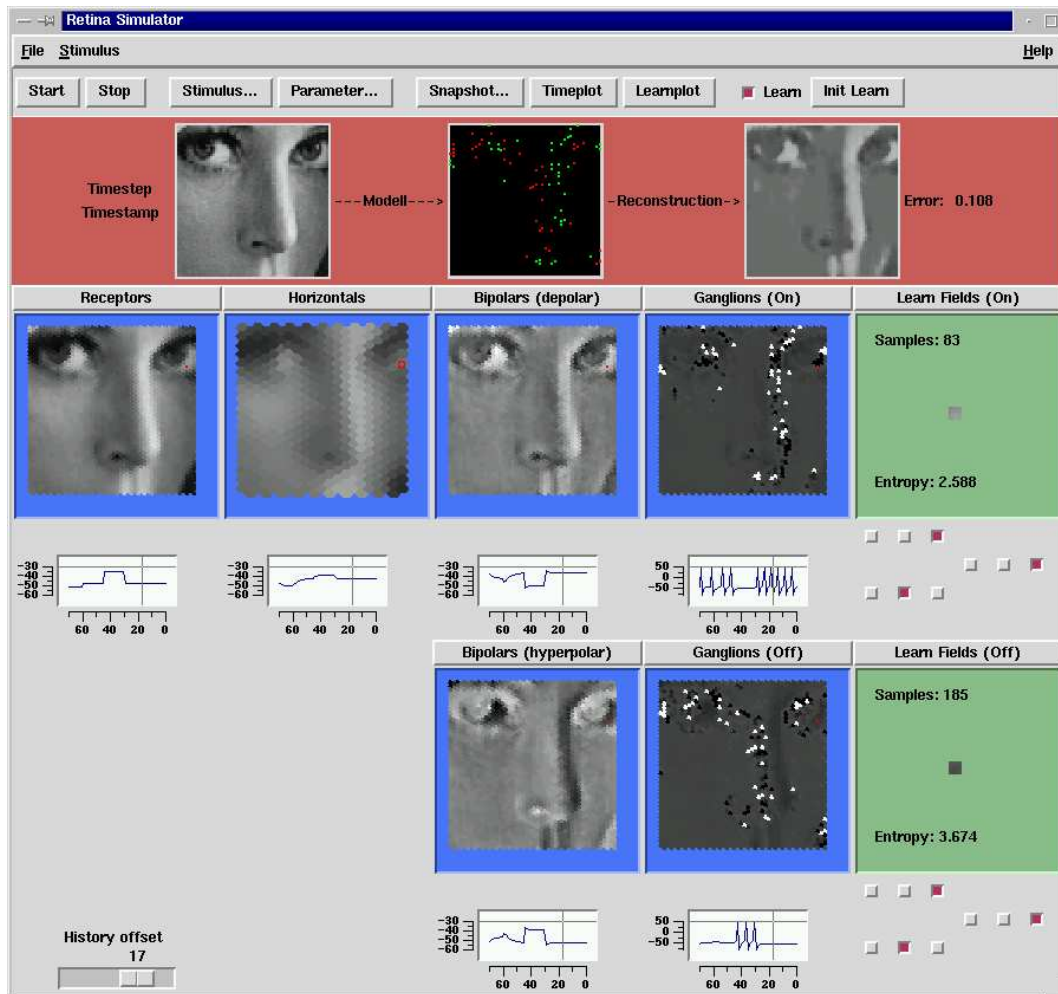 Retina Simulator
File Stimulus Help
Start Stop Stimulus... Parameter... Snapshot... Timeplot Learnplot Learn Init Learn
Timestep
Timestamp
---Modell--->
-Reconstruction->
Error: 0.108
Receptors Horizontals Bipolars (depolar) Ganglions (On) Learn Fields (On)
Samples: 83
Entropy: 2.588
-30 -30 -30 50
-40 -40 -40
-50 -50 -50 -50
-60 -60 -60
60 40 20 0 60 40 20 0 60 40 20 0 60 40 20 0
Bipolars (hyperpolar) Ganglions (Off) Learn Fields (Off)
Samples: 185
Entropy: 3.674
-30 50
-40
-50 -50
-60
60 40 20 0 60 40 20 0
History offset
17